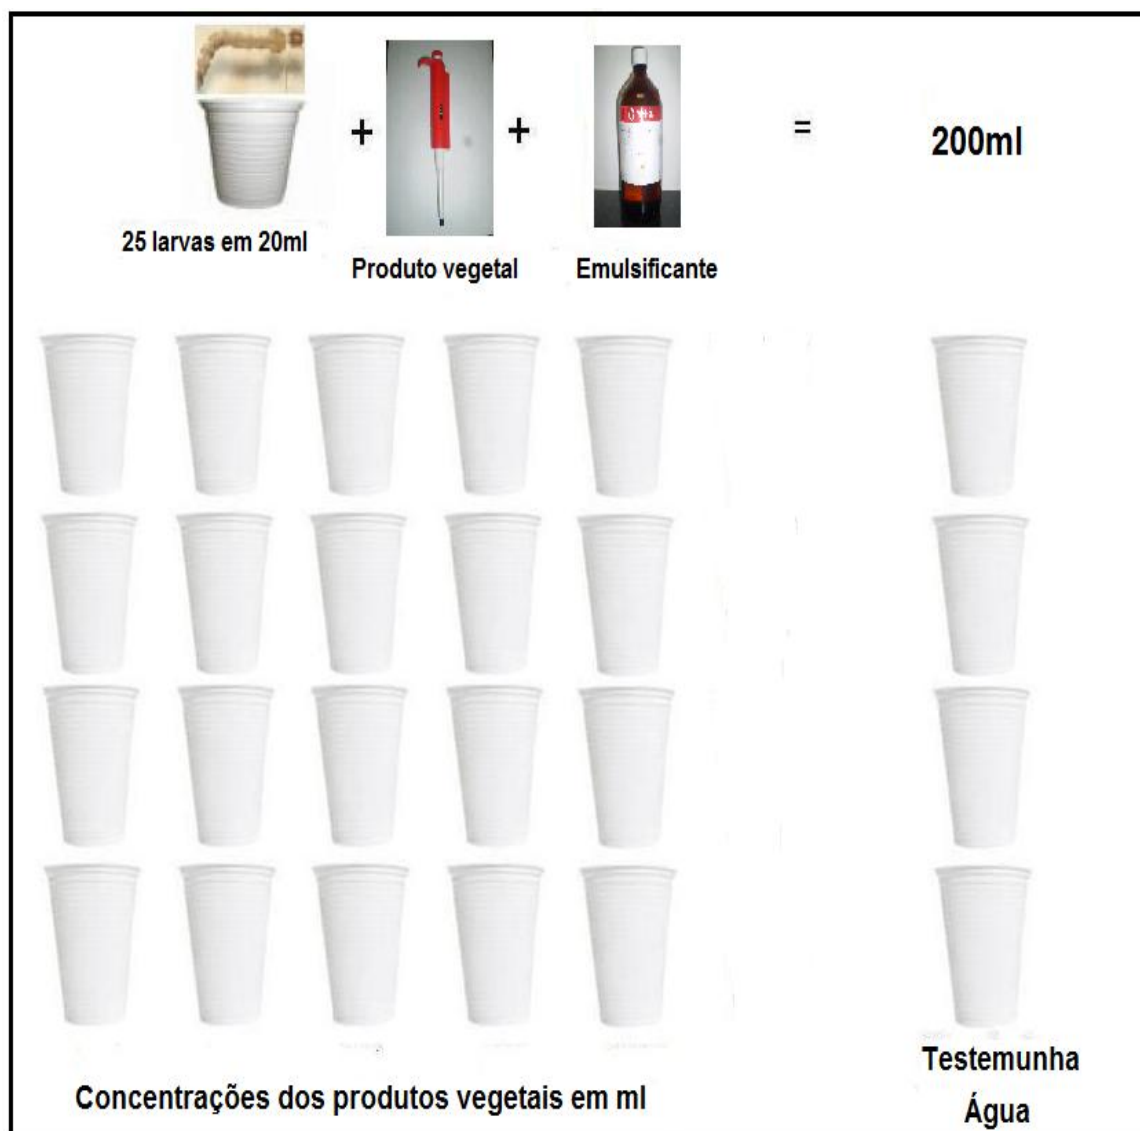 + + = 200ml
25 larvas em 20ml
Produto vegetal Emulsificante
Concentrações dos produtos vegetais em ml
Testemunha
Água